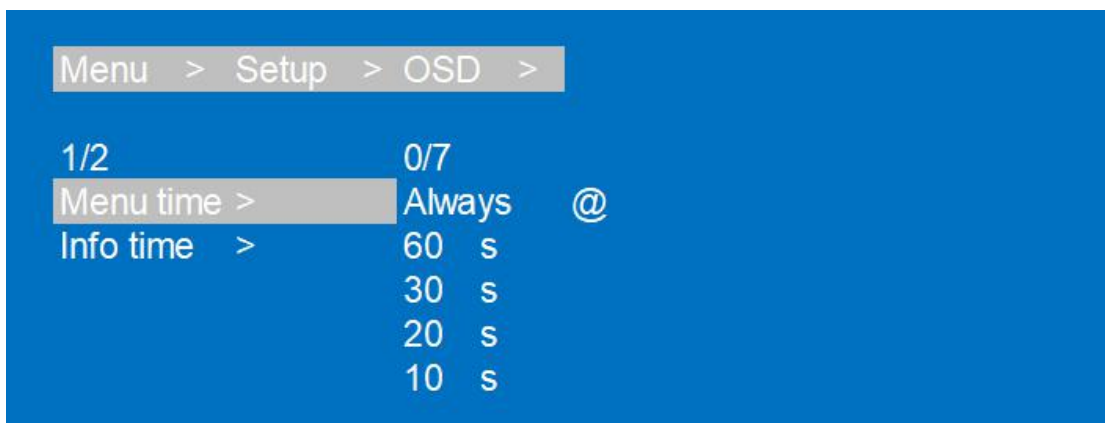 Menu > Setup > OSD >
1/2 0/7
Menu time > Always @
Info time > 60 s
30 s
20 s
10 s